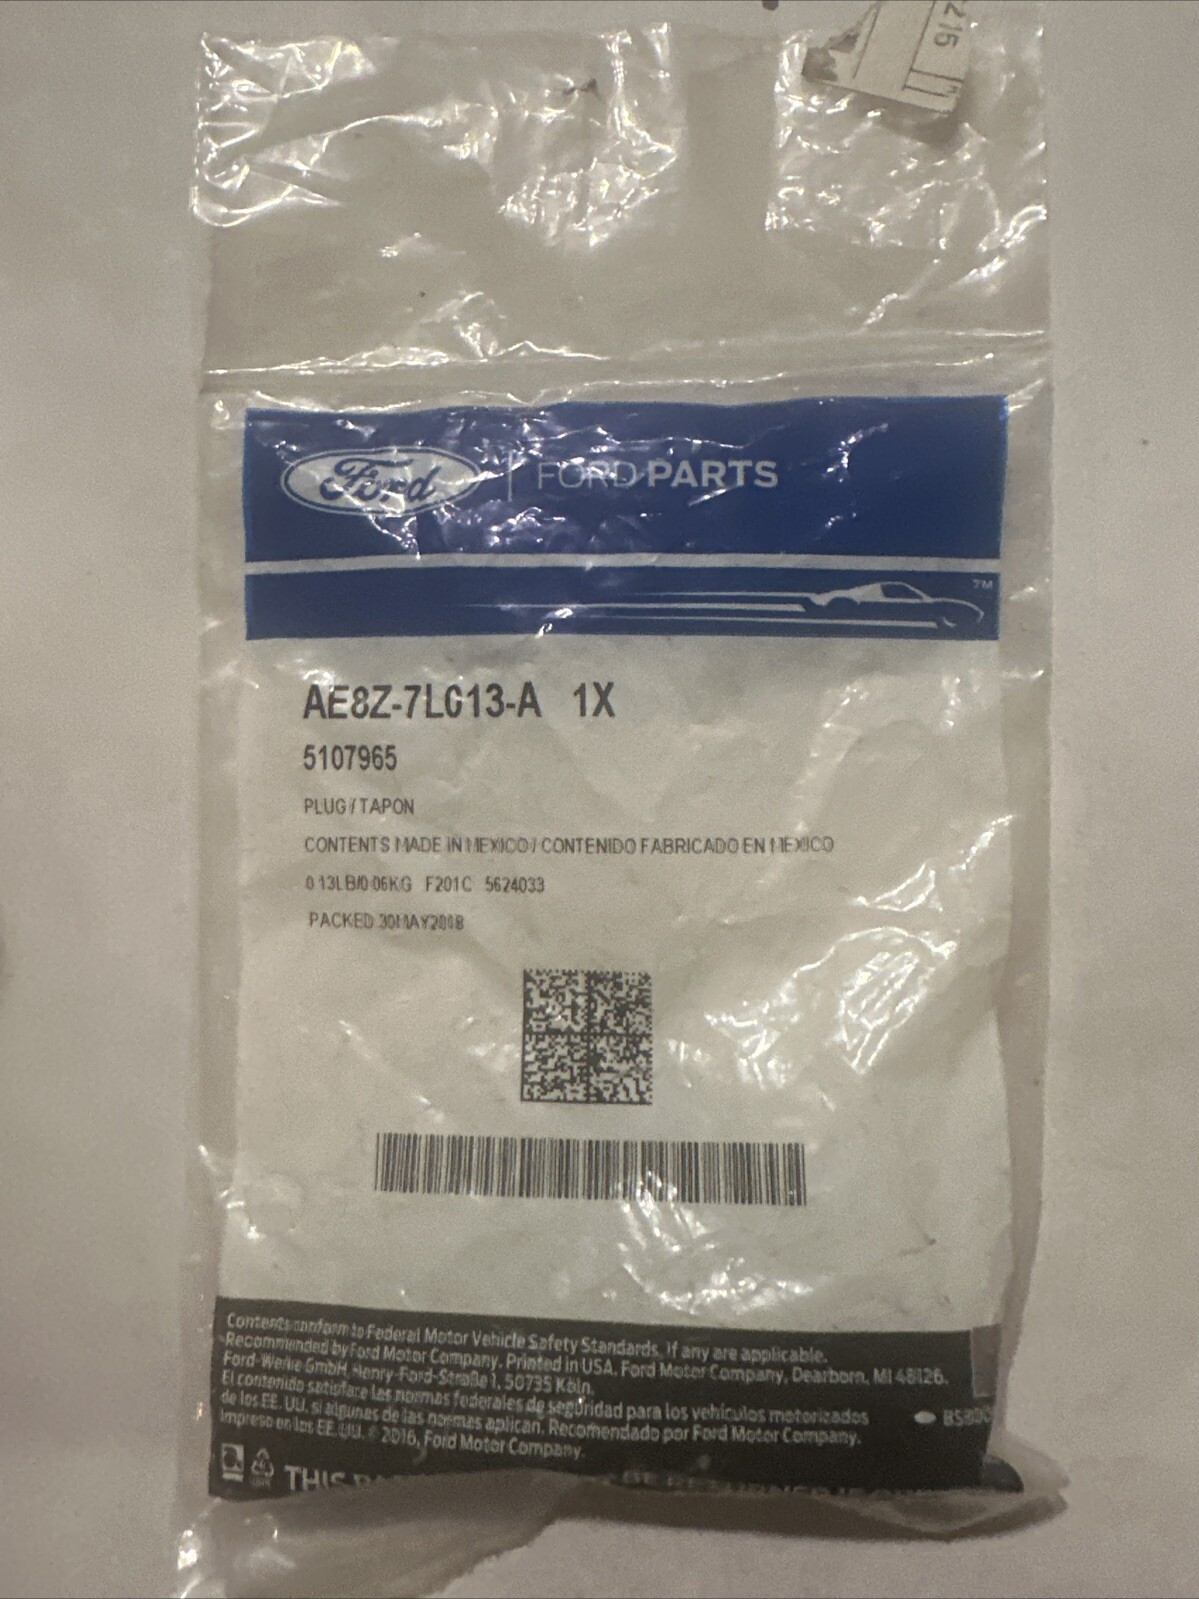 216
Ford | FORD PARTS
TM
AE8Z-7LG13-A 1X
5107965
PLUG/TAPON
CONTENTS MADE IN MEXICO/CONTENIDO FABRICADO EN MEXICO
0.13LB/0.06KG F201C 5624033
PACKED 30MAY2018
Contents conform to Federal Motor Vehicle Safety Standards, if any are applicable.
Recommended by Ford Motor Company. Printed in USA. Ford Motor Company, Dearborn, MI 48126.
Ford-Werke GmbH, Henry-Ford-Straße 1, 50735 Köln.
El contenido satisface las normas federales de seguridad para los vehículos motorizados
de los EE. UU. si algunas de las normas aplican. Recomendado por Ford Motor Company.
Impreso en los EE. UU. © 2016, Ford Motor Company.
THIS